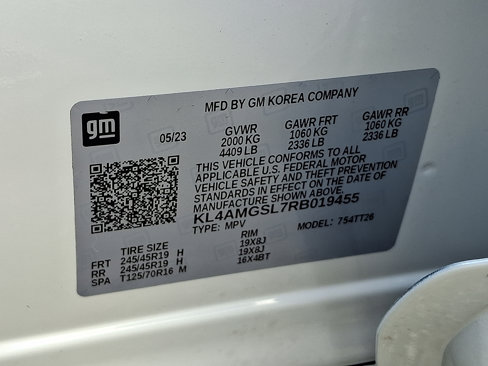 MFD BY GM KOREA COMPANY
gm
05/23 GVWR GAWR FRT GAWR RR
2000 KG 1060 KG 1060 KG
4409 LB 2336 LB 2336 LB
THIS VEHICLE CONFORMS TO ALL
APPLICABLE U.S. FEDERAL MOTOR
VEHICLE SAFETY AND THEFT PREVENTION
STANDARDS IN EFFECT ON THE DATE OF
MANUFACTURE SHOWN ABOVE.
KL4AMGSL7RB019455
TYPE: MPV MODEL: 754TT26
TIRE SIZE RIM
FRT 245/45R19 H 19X8J
RR 245/45R19 H 19X8J
SPA T125/70R16 M 16X4BT